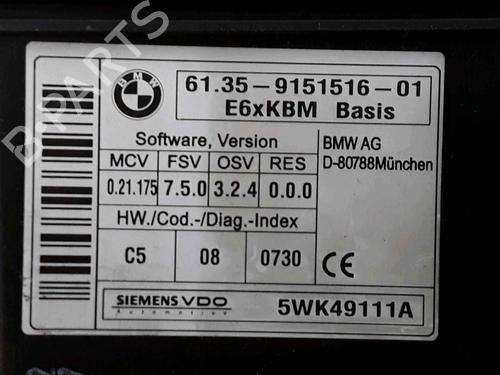 BMW
61.35-9151516-01
E6xKBM Basis
Software, Version
MCV FSV OSV RES
0.21.175 7.5.0 3.2.4 0.0.0
BMW AG
D-80788München
HW./Cod.-/Diag.-Index
C5 08 0730
CE
SIEMENS VDO
Automotive
5WK49111A
B-PARTS